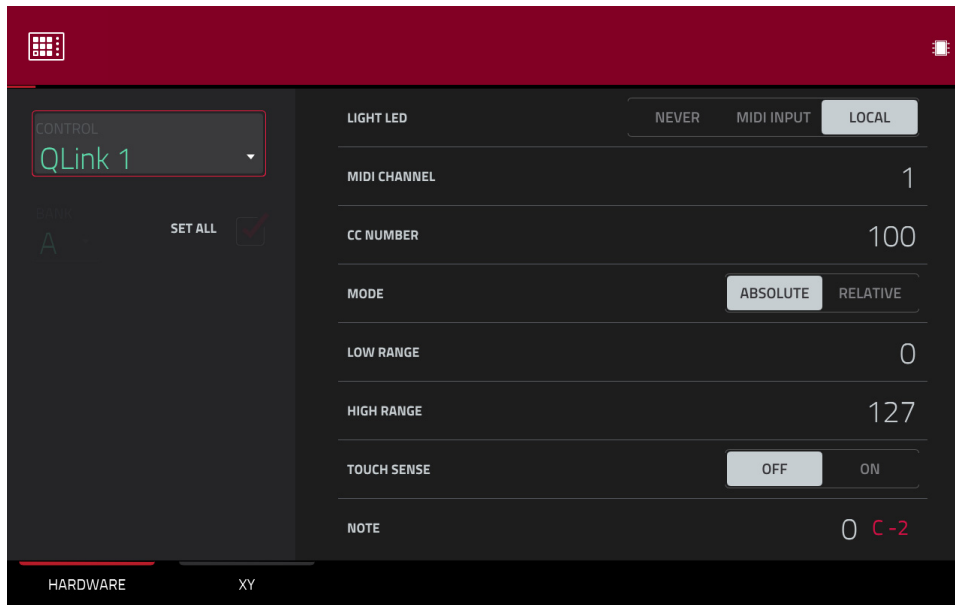 CONTROL
QLink 1
BANK
A
SET ALL
LIGHT LED NEVER MIDI INPUT LOCAL
MIDI CHANNEL 1
CC NUMBER 100
MODE ABSOLUTE RELATIVE
LOW RANGE 0
HIGH RANGE 127
TOUCH SENSE OFF ON
NOTE 0 C -2
HARDWARE XY